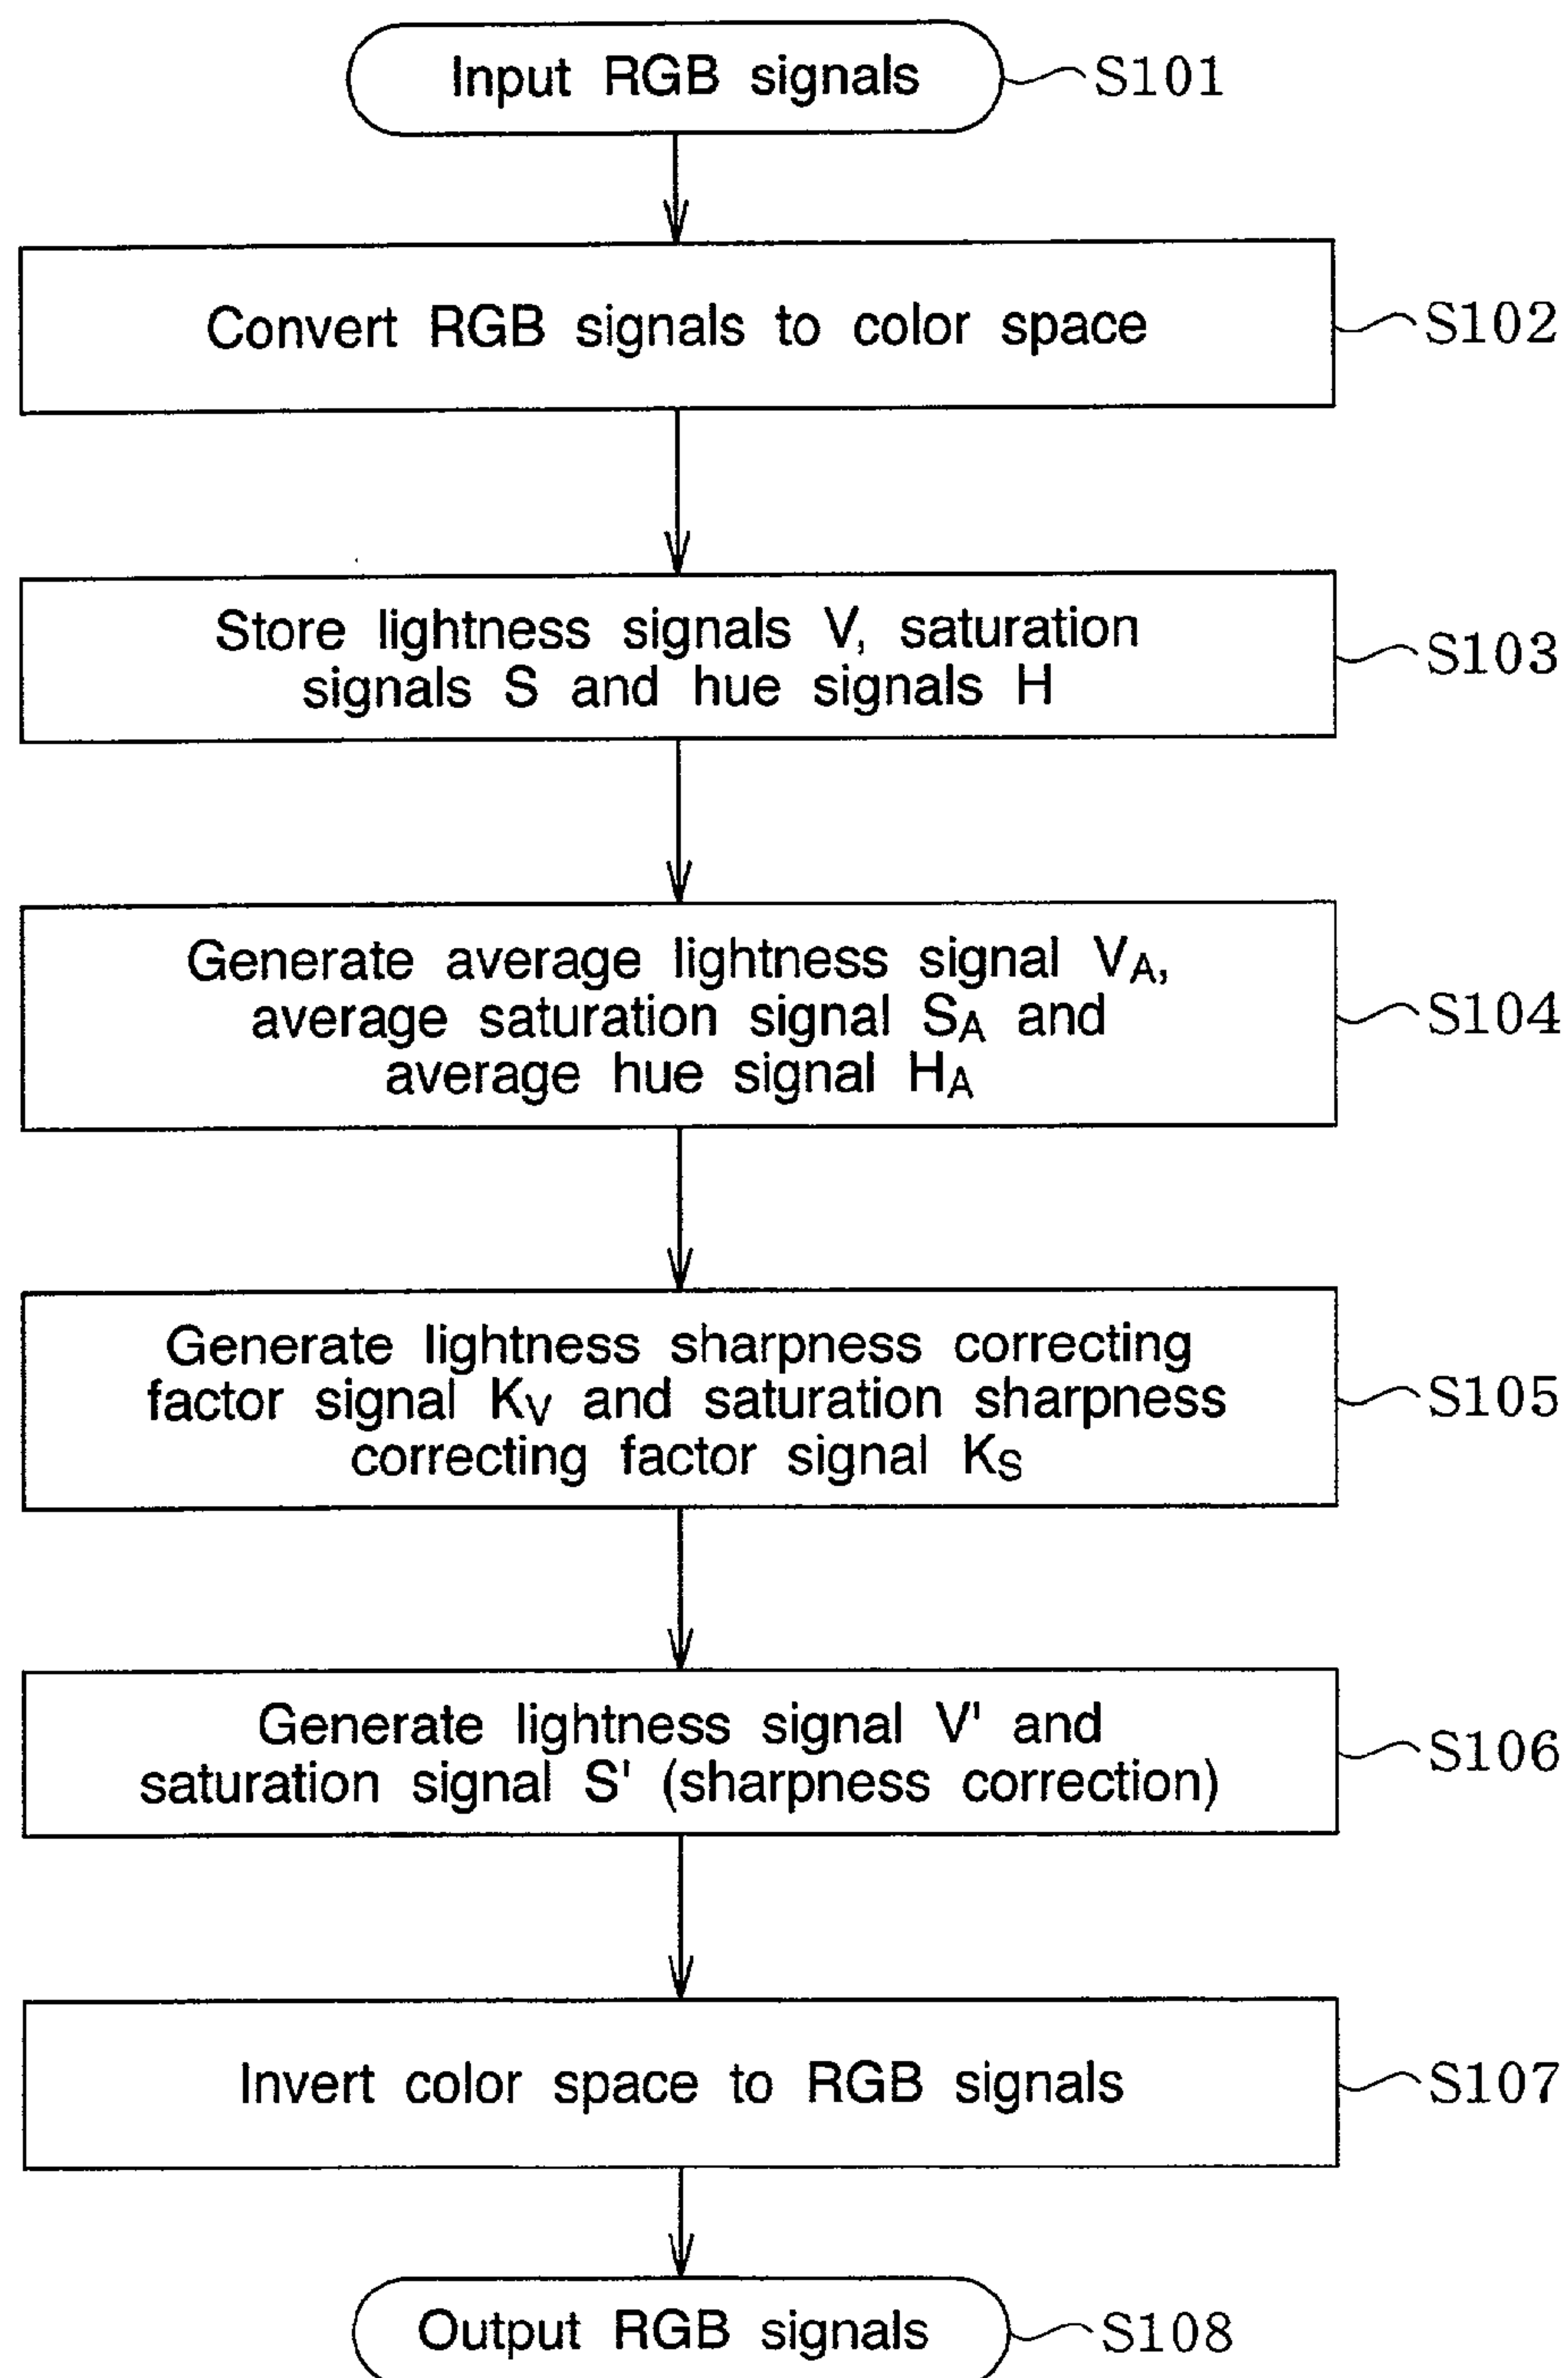 Input RGB signals S101
Convert RGB signals to color space S102
Store lightness signals V, saturation
signals S and hue signals H S103
Generate average lightness signal VA,
average saturation signal SA and S104
average hue signal HA
Generate lightness sharpness correcting
factor signal KV and saturation sharpness S105
correcting factor signal KS
Generate lightness signal V' and
saturation signal S' (sharpness correction) S106
Invert color space to RGB signals S107
Output RGB signals S108